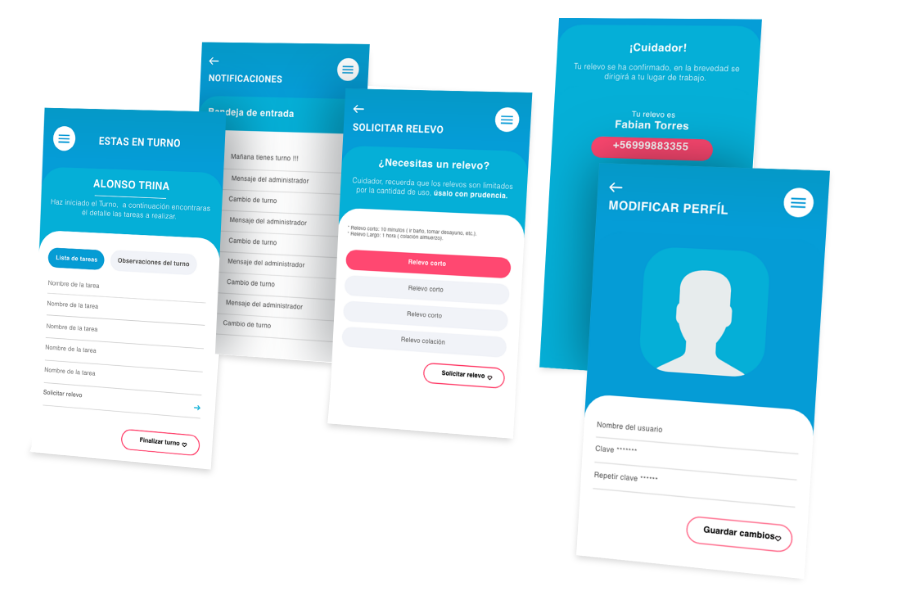 ESTAS EN TURNO
ALONSO TRINA
Haz iniciado el Turno, a continuación encontraras
el detalle las tareas a realizar.
Lista de tareas
Observaciones del turno
Nombre de la tarea
Nombre de la tarea
Nombre de la tarea
Nombre de la tarea
Nombre de la tarea
Solicitar relevo
Finalizar turno
NOTIFICACIONES
Bandeja de entrada
Mañana tienes turno !!!
Mensaje del administrador
Cambio de turno
Mensaje del administrador
Cambio de turno
Mensaje del administrador
Cambio de turno
Mensaje del administrador
Cambio de turno
SOLICITAR RELEVO
¿Necesitas un relevo?
Cuidador, recuerda que los relevos son limitados
por la cantidad de uso, úsalo con prudencia.
* Relevo corto: 10 minutos ( ir baño, tomar desayuno, etc.).
* Relevo Largo: 1 hora ( colación almuerzo).
Relevo corto
Relevo corto
Relevo corto
Relevo colación
Solicitar relevo
¡Cuidador!
Tu relevo se ha confirmado, en la brevedad se
dirigirá a tu lugar de trabajo.
Tu relevo es
Fabian Torres
+56999883355
MODIFICAR PERFÍL
Nombre del usuario
Clave *******
Repetir clave ******
Guardar cambios